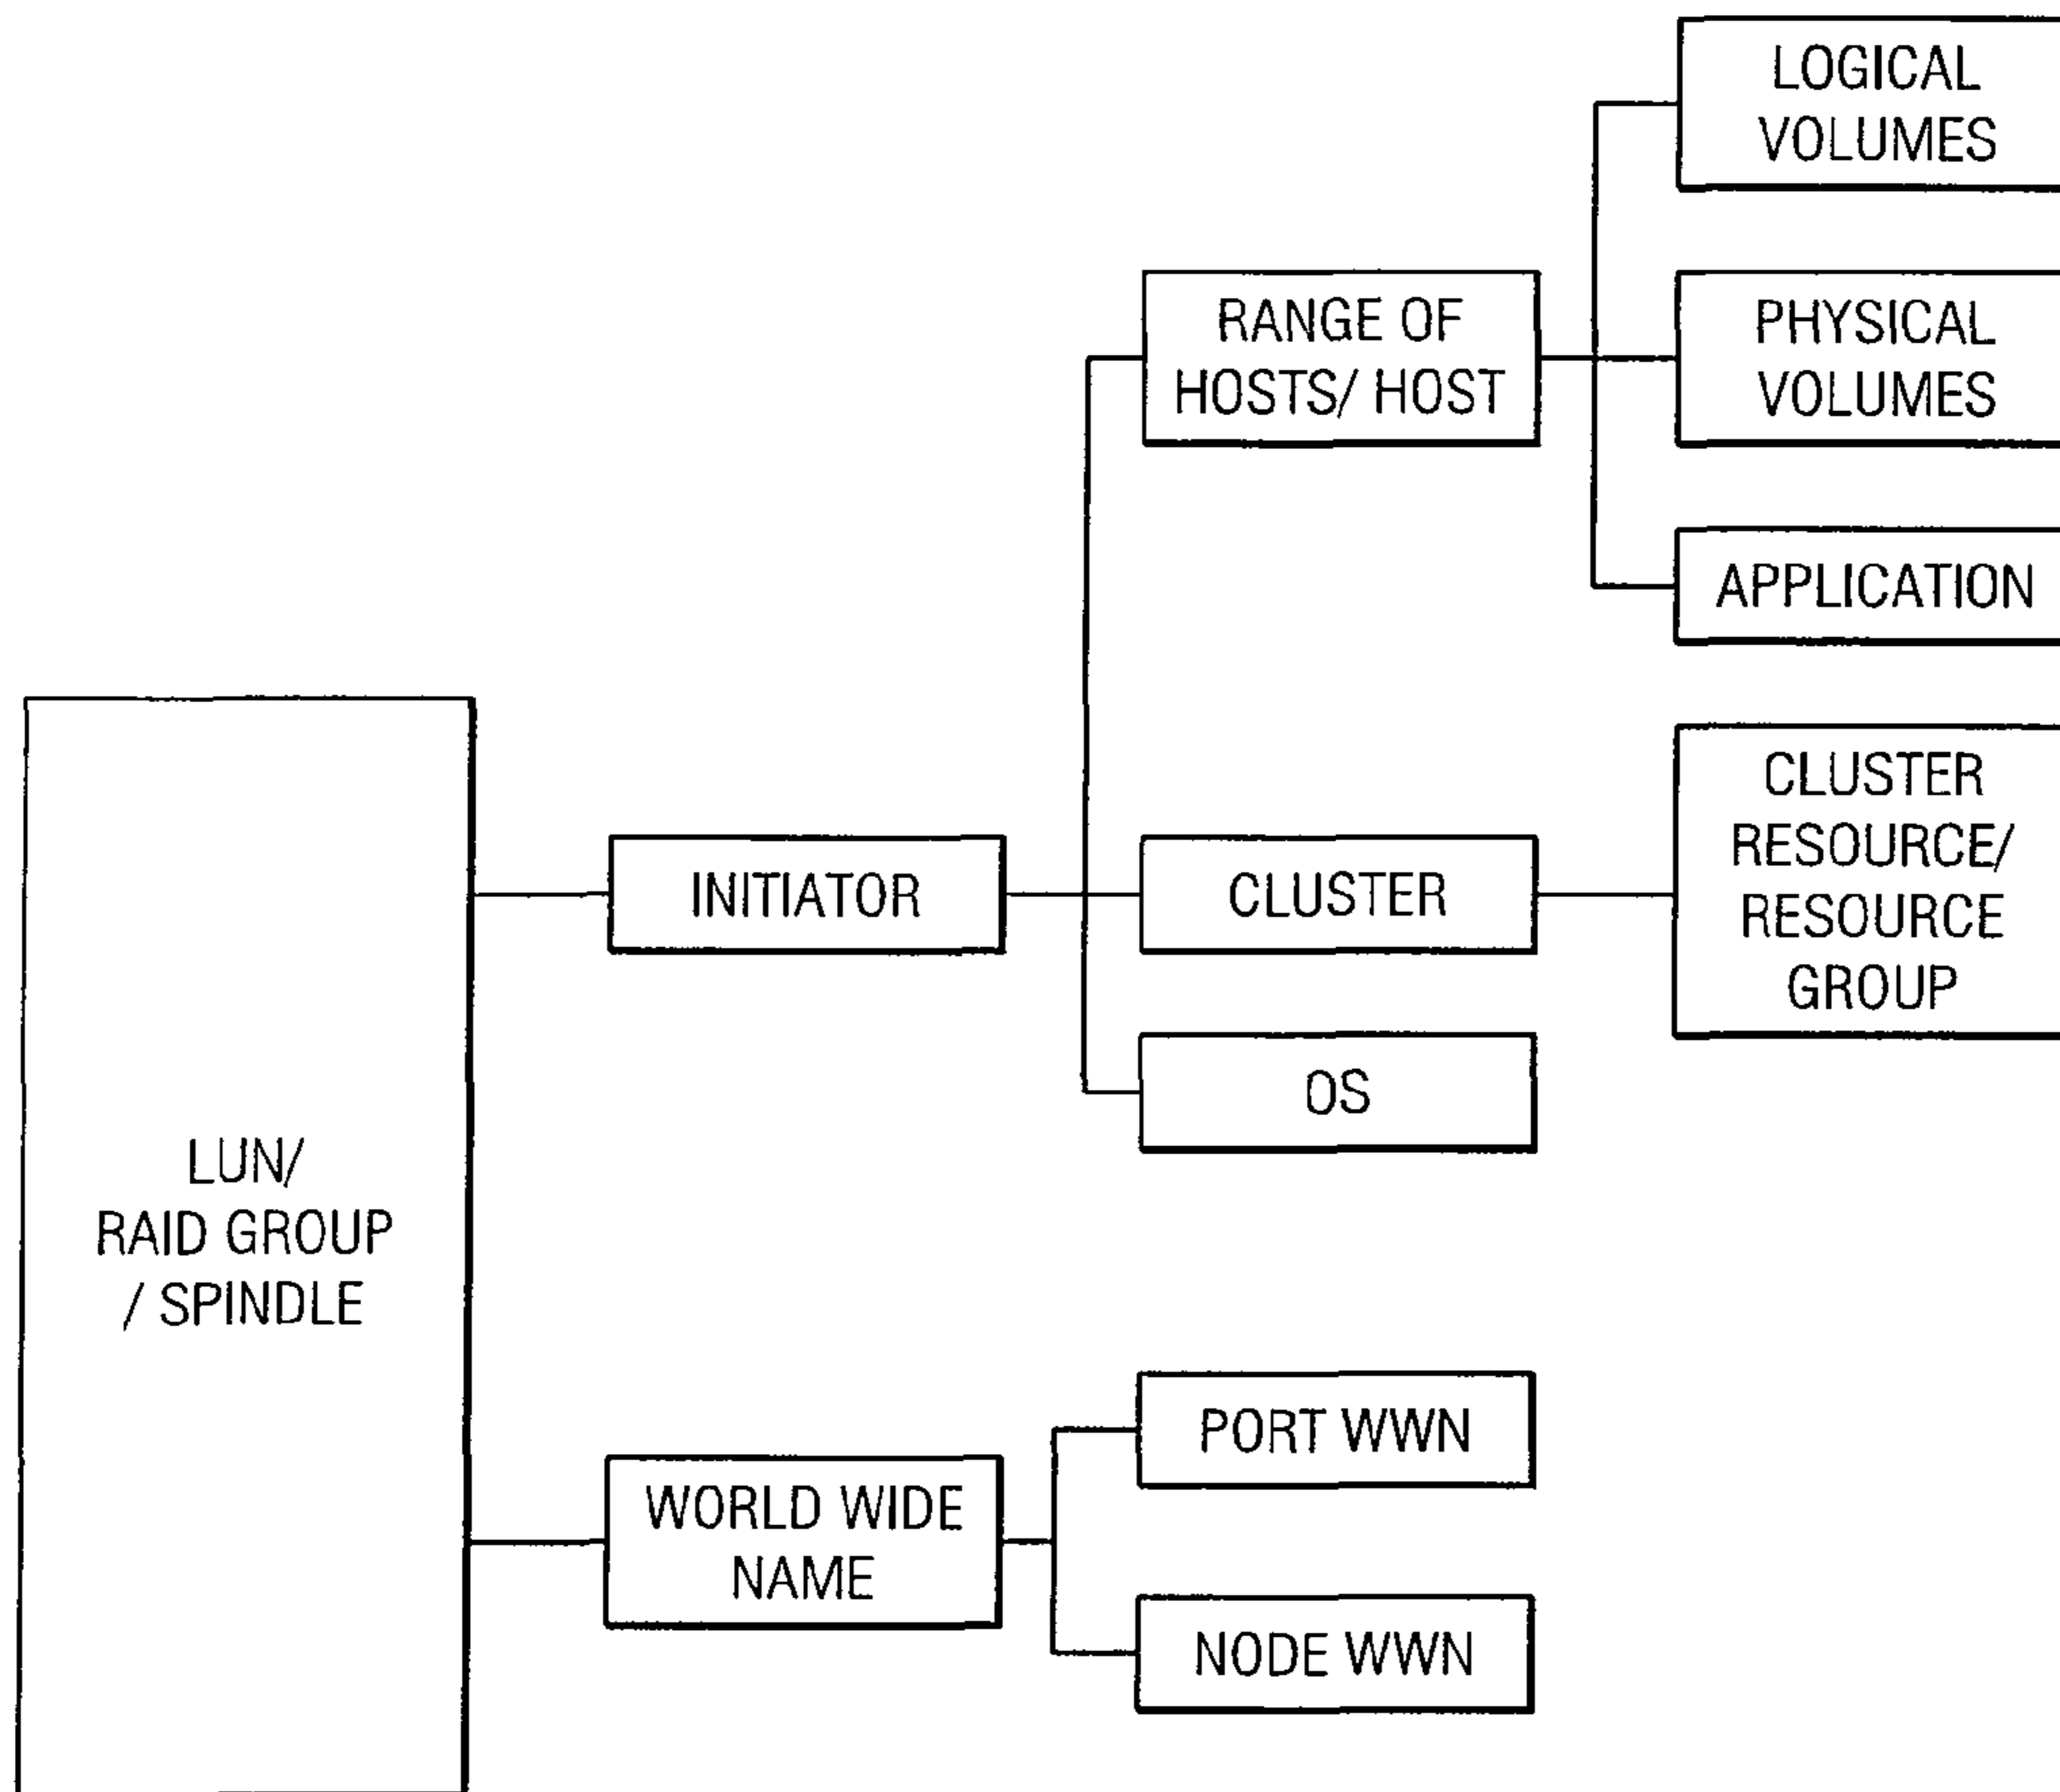 LOGICAL
VOLUMES
RANGE OF
HOSTS/ HOST
PHYSICAL
VOLUMES
APPLICATION
CLUSTER
RESOURCE/
RESOURCE
GROUP
INITIATOR
CLUSTER
OS
LUN/
RAID GROUP
/ SPINDLE
PORT WWN
WORLD WIDE
NAME
NODE WWN